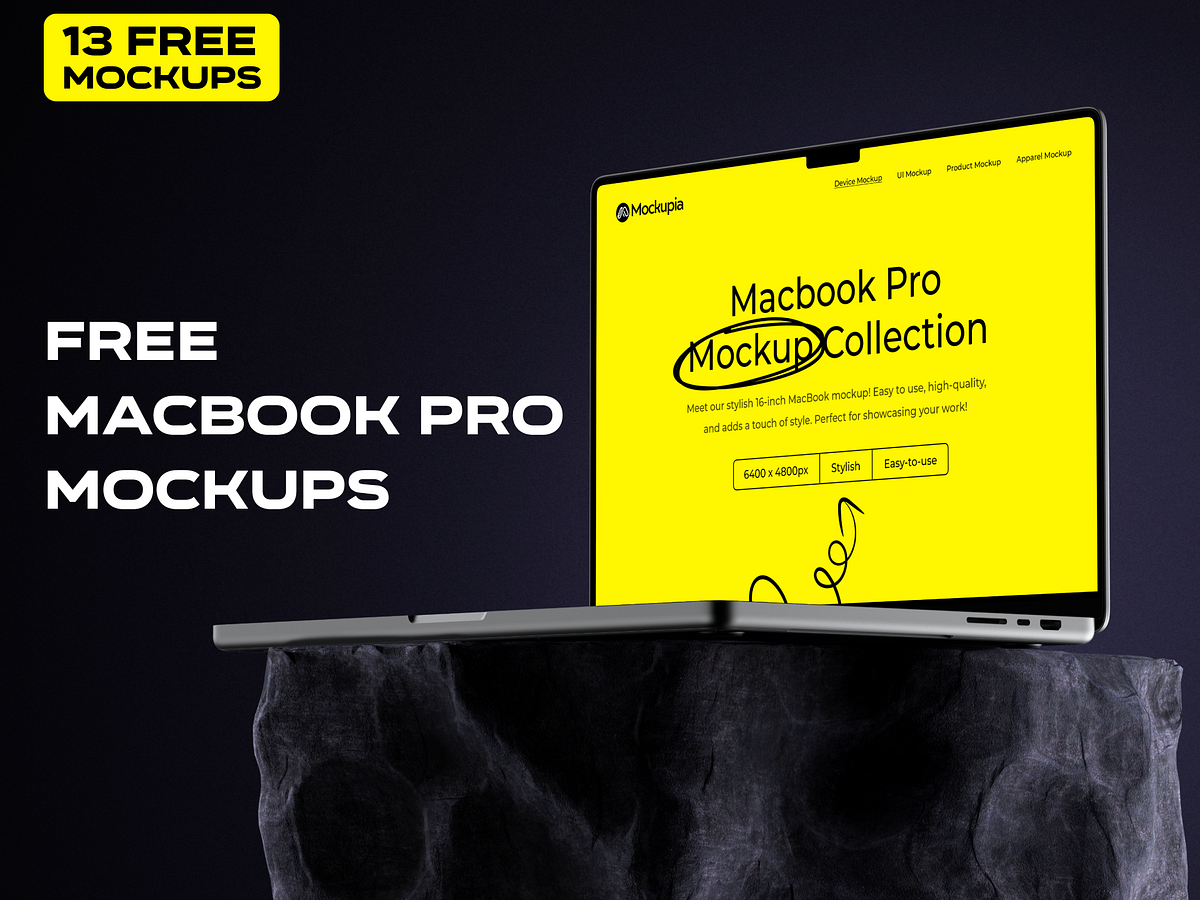 13 FREE
MOCKUPS
FREE
MACBOOK PRO
MOCKUPS
Mockupia
Device Mockup UI Mockup Product Mockup Apparel Mockup
Macbook Pro
Mockup Collection
Meet our stylish 16-inch MacBook mockup! Easy to use, high-quality,
and adds a touch of style. Perfect for showcasing your work!
6400 x 4800px Stylish Easy-to-use